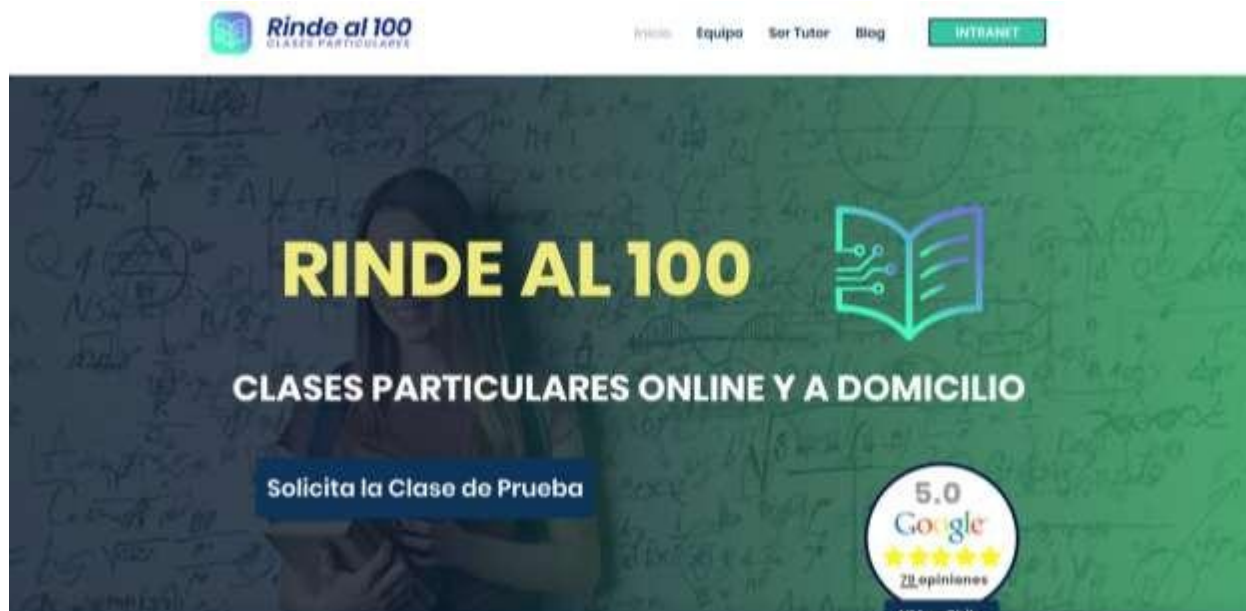 Rinde al 100
CLASES PARTICULARES
Inicio Equipo Ser Tutor Blog INTRANET
RINDE AL 100
CLASES PARTICULARES ONLINE Y A DOMICILIO
Solicita la Clase de Prueba
5.0
Google
opiniones